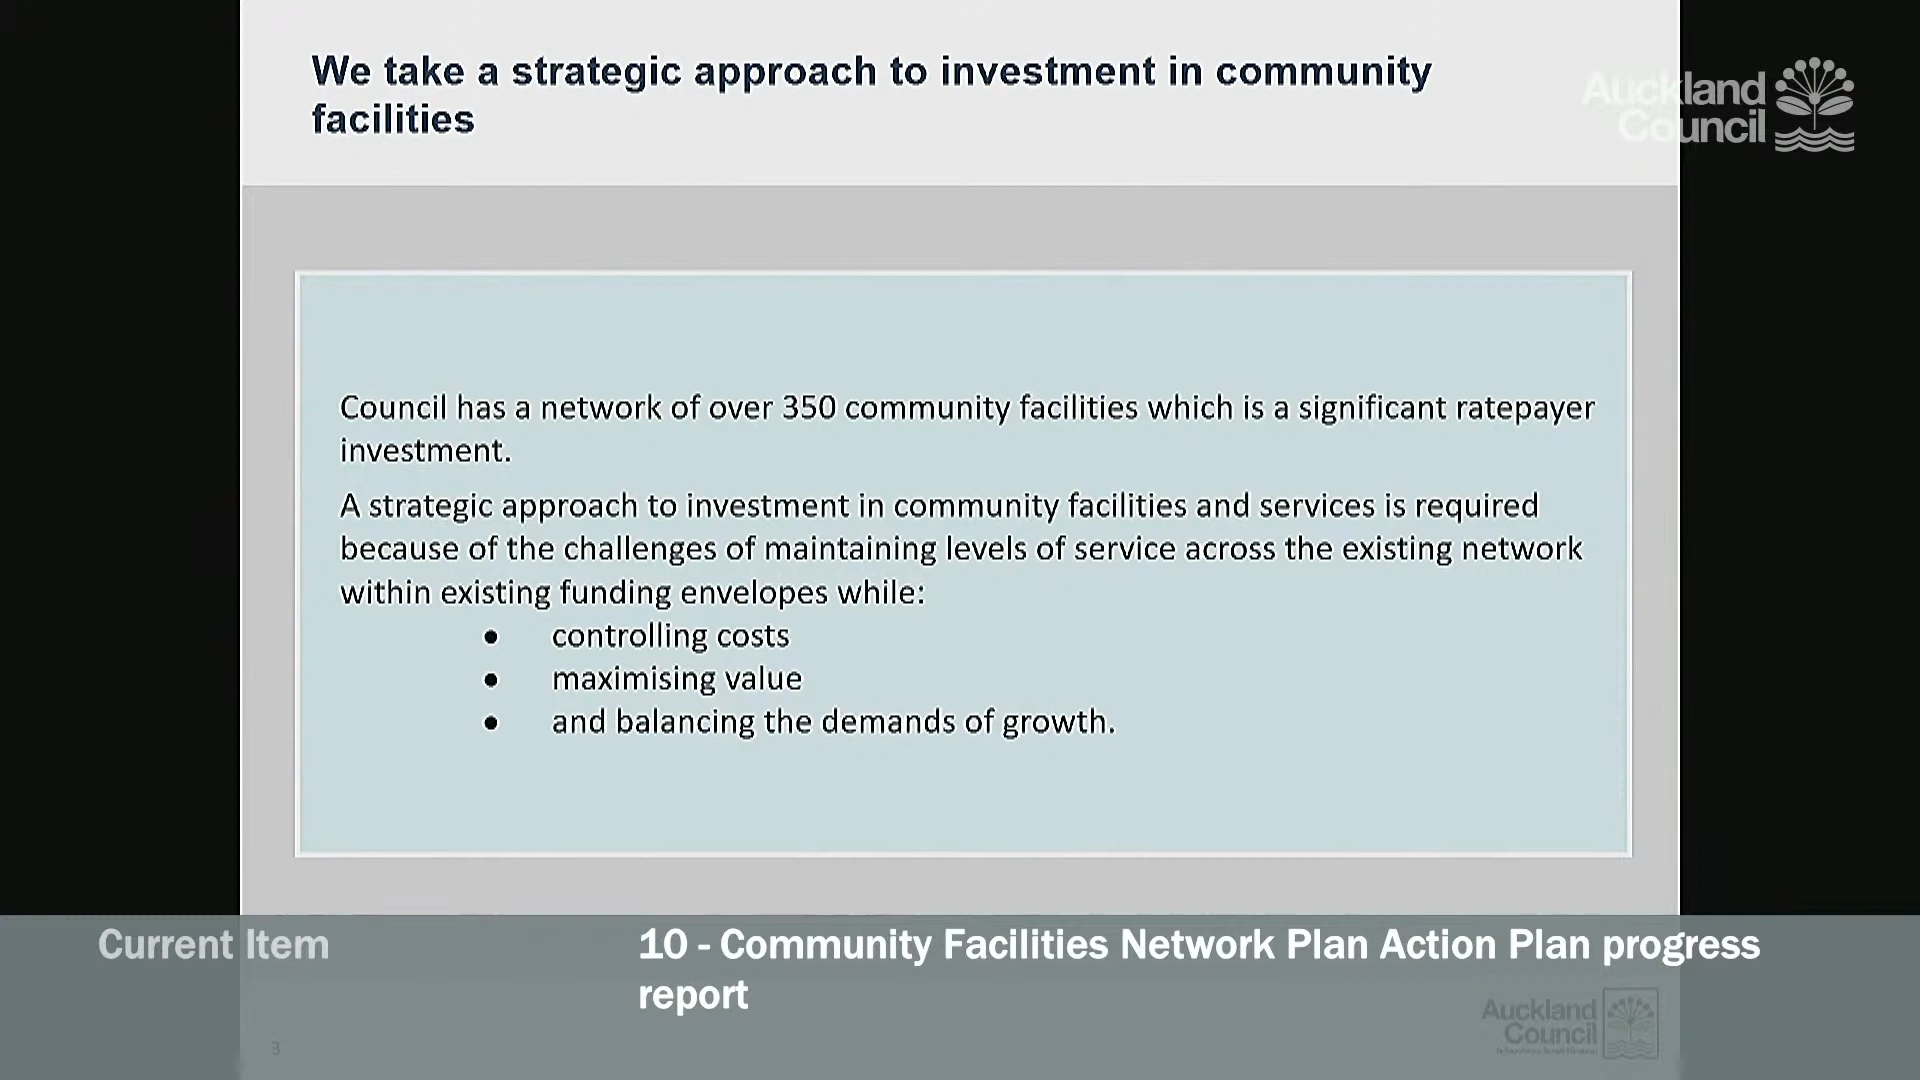 We take a strategic approach to investment in community
facilities
Auckland
Council
Council has a network of over 350 community facilities which is a significant ratepayer
investment.
A strategic approach to investment in community facilities and services is required
because of the challenges of maintaining levels of service across the existing network
within existing funding envelopes while:
• controlling costs
• maximising value
• and balancing the demands of growth.
Current Item
10 - Community Facilities Network Plan Action Plan progress
report
Auckland
Council
3